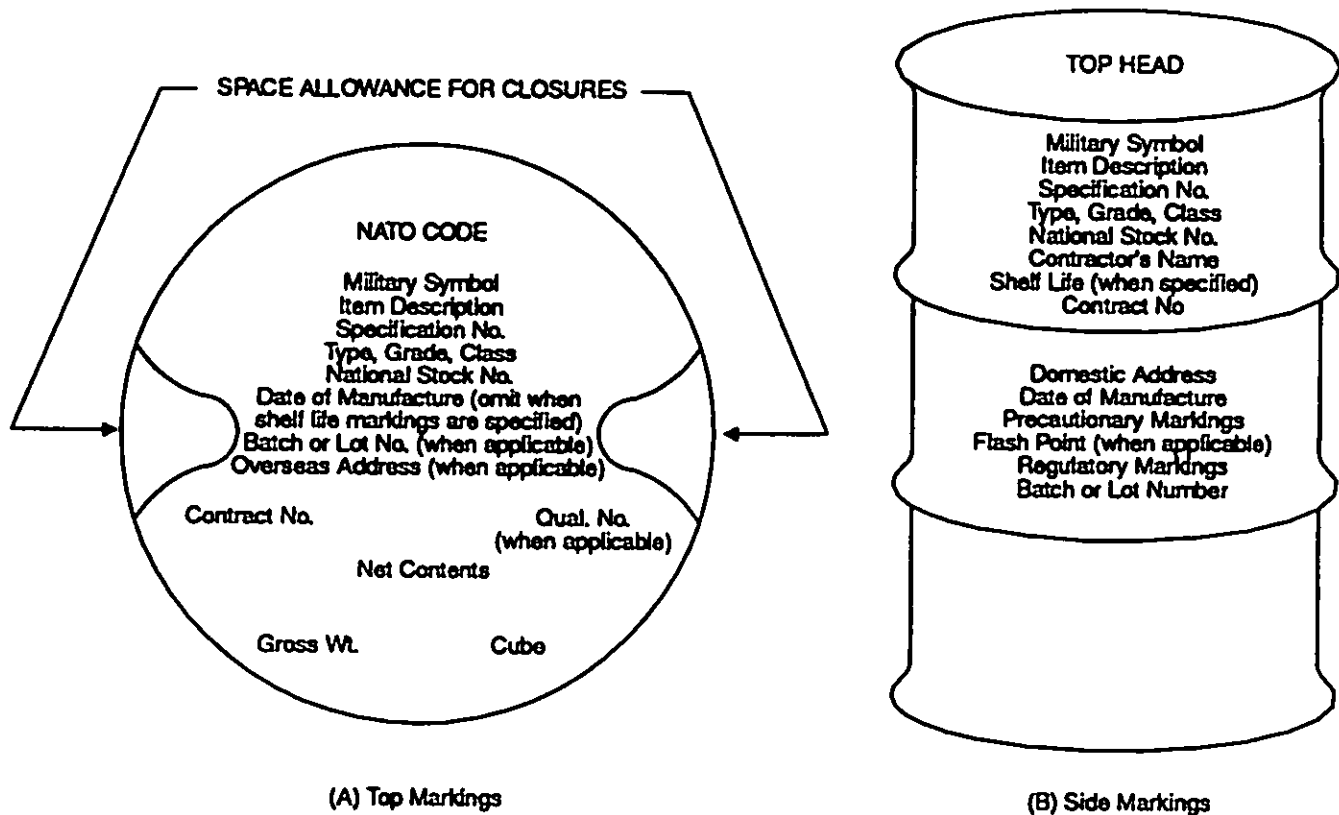 SPACE ALLOWANCE FOR CLOSURES
NATO CODE
Military Symbol
Item Description
Specification No.
Type, Grade, Class
National Stock No.
Date of Manufacture (omit when
shelf life markings are specified)
Batch or Lot No. (when applicable)
Overseas Address (when applicable)
Contract No.
Qual. No.
(when applicable)
Net Contents
Gross Wt.
Cube
(A) Top Markings
TOP HEAD
Military Symbol
Item Description
Specification No.
Type, Grade, Class
National Stock No.
Contractor's Name
Shelf Life (when specified)
Contract No
Domestic Address
Date of Manufacture
Precautionary Markings
Flash Point (when applicable)
Regulatory Markings
Batch or Lot Number
(B) Side Markings